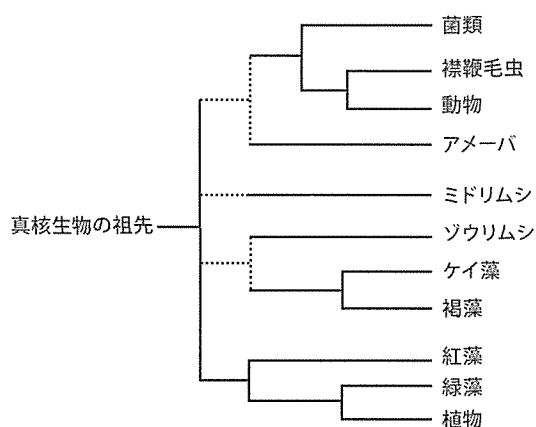 菌類
襟鞭毛虫
動物
アメーバ
ミドリムシ
真核生物の祖先
ゾウリムシ
ケイ藻
褐藻
紅藻
緑藻
植物